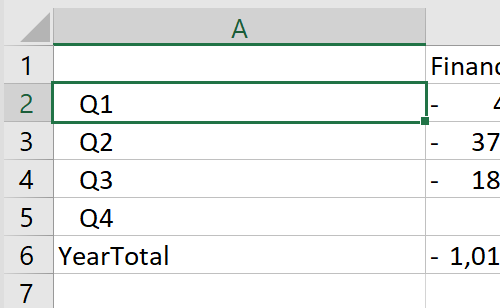 A
1 Financ
2 Q1 - 4
3 Q2 - 37
4 Q3 - 18
5 Q4
6 YearTotal - 1,01
7